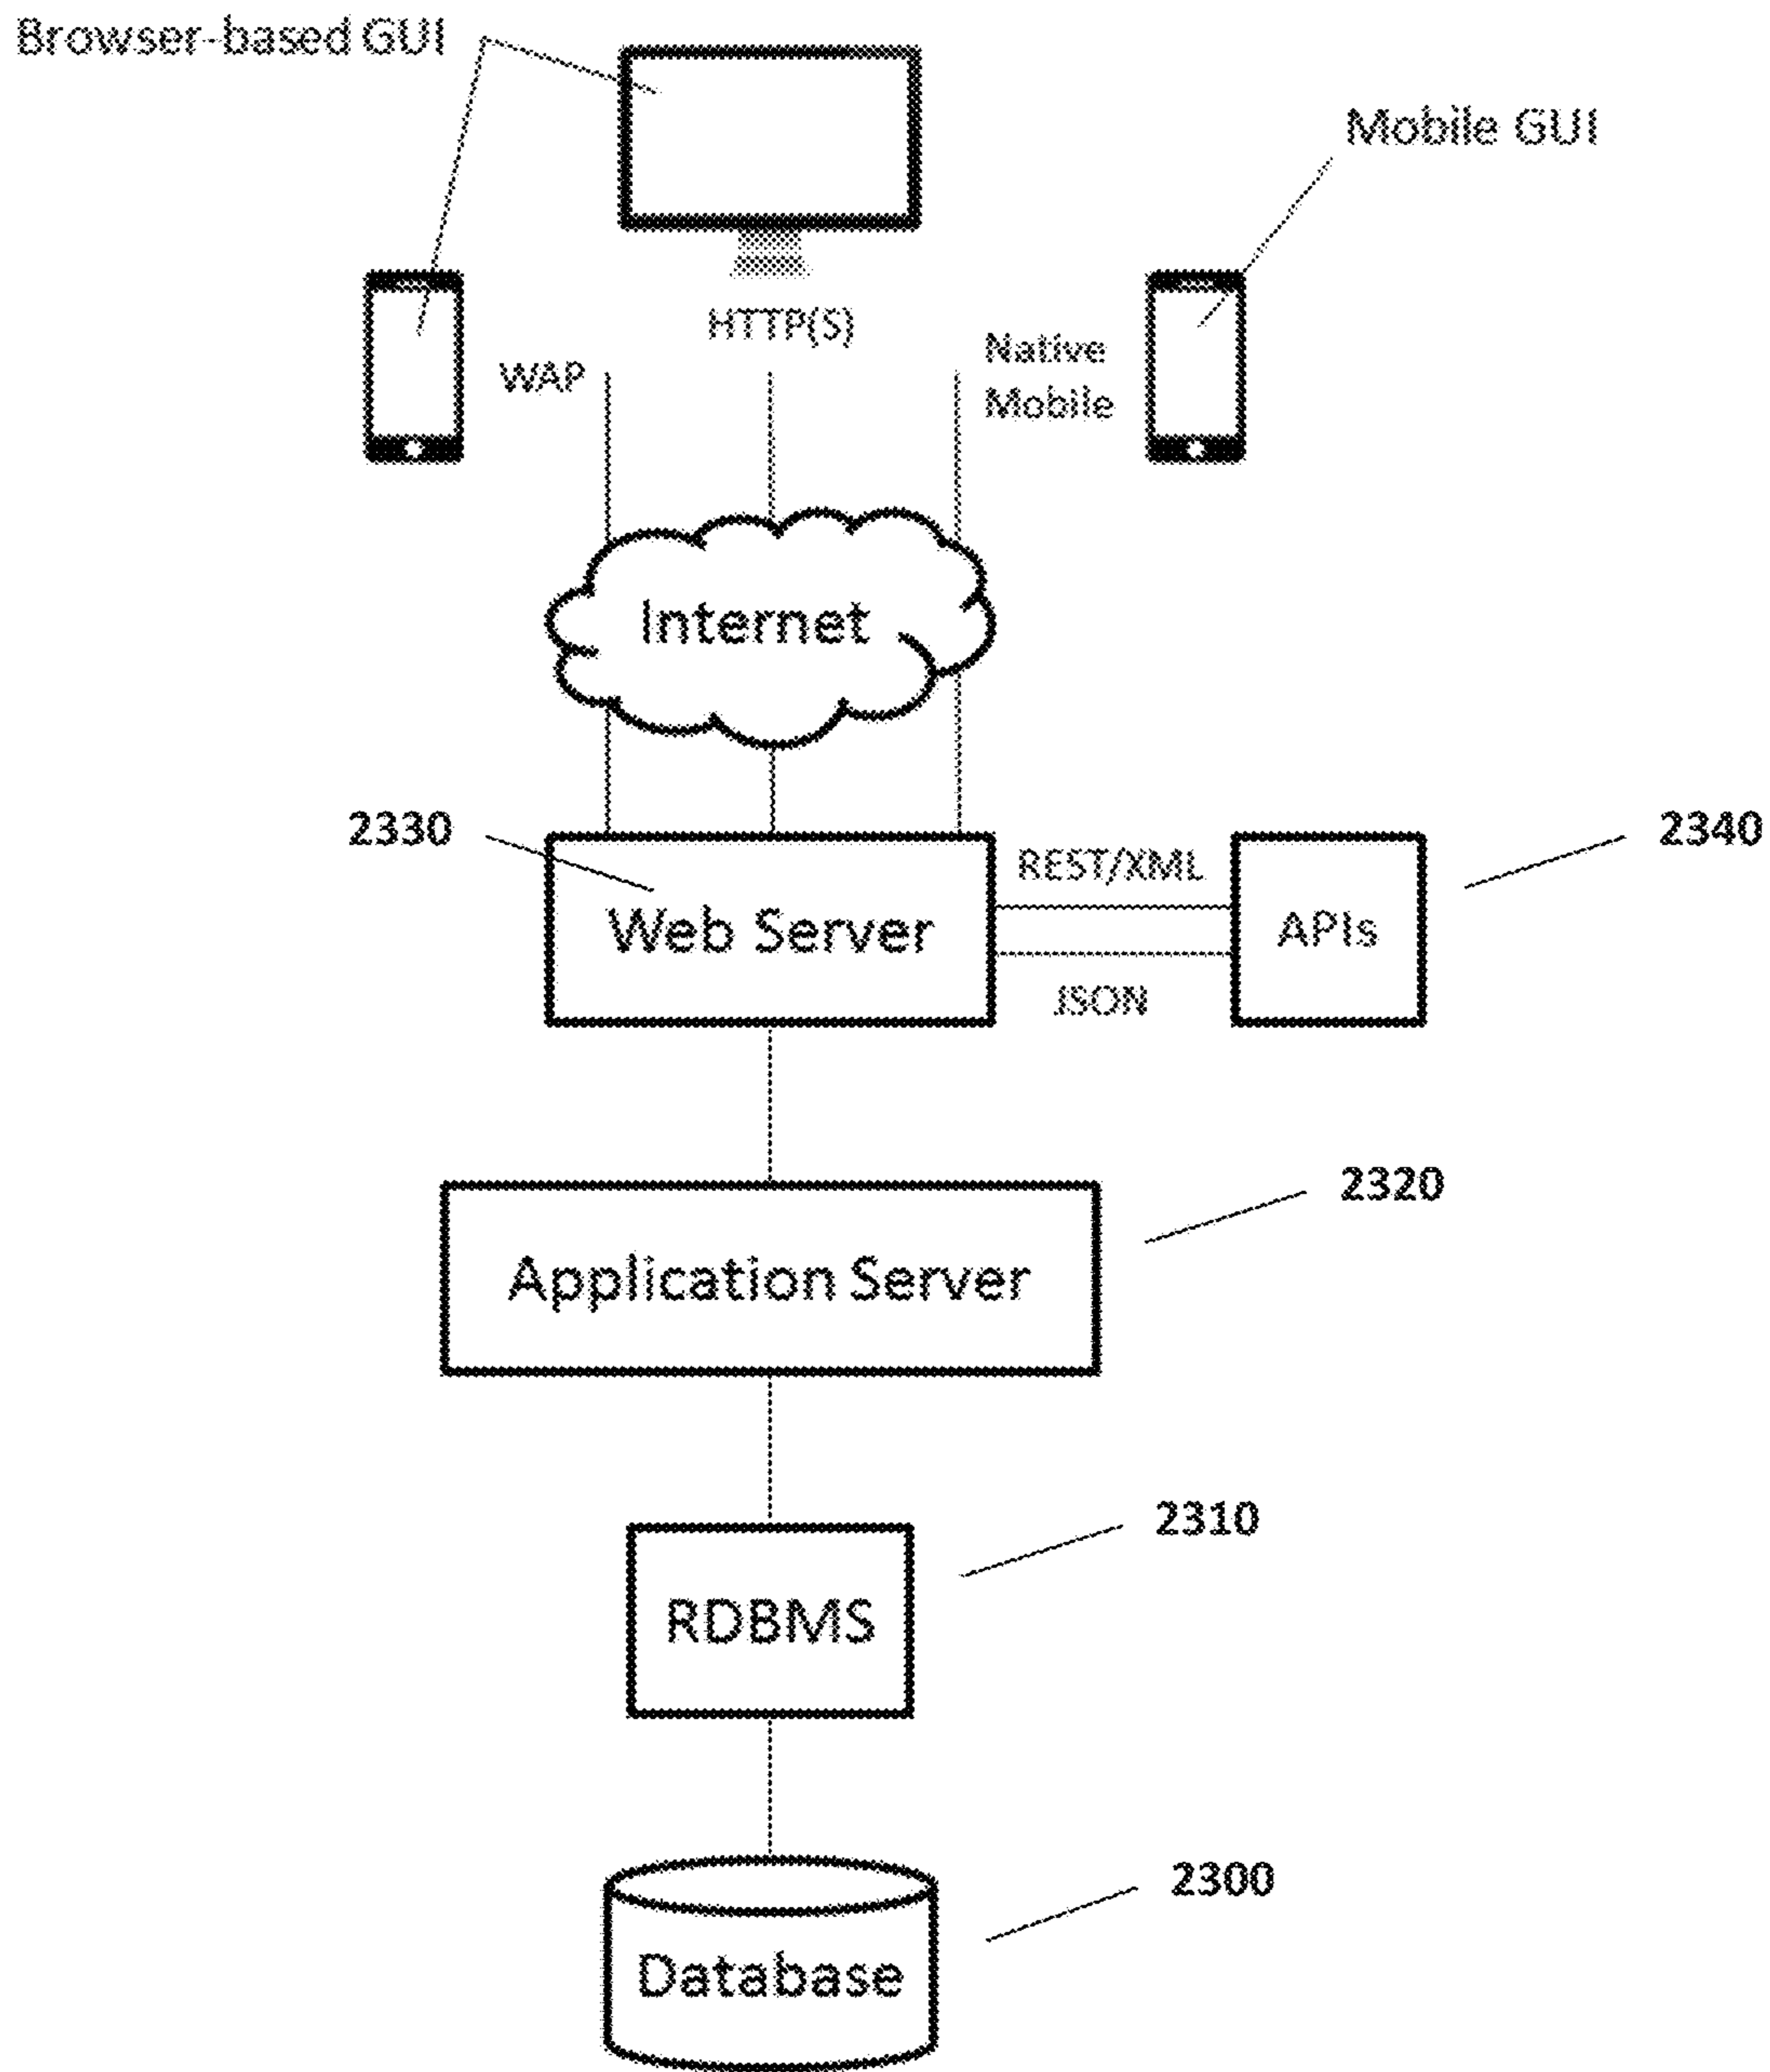 Browser-based GUI
Mobile GUI
HTTP(S)
WAP
Native
Mobile
Internet
2330
2340
REST/XML
Web Server
APIs
JSON
2320
Application Server
2310
RDBMS
2300
Database